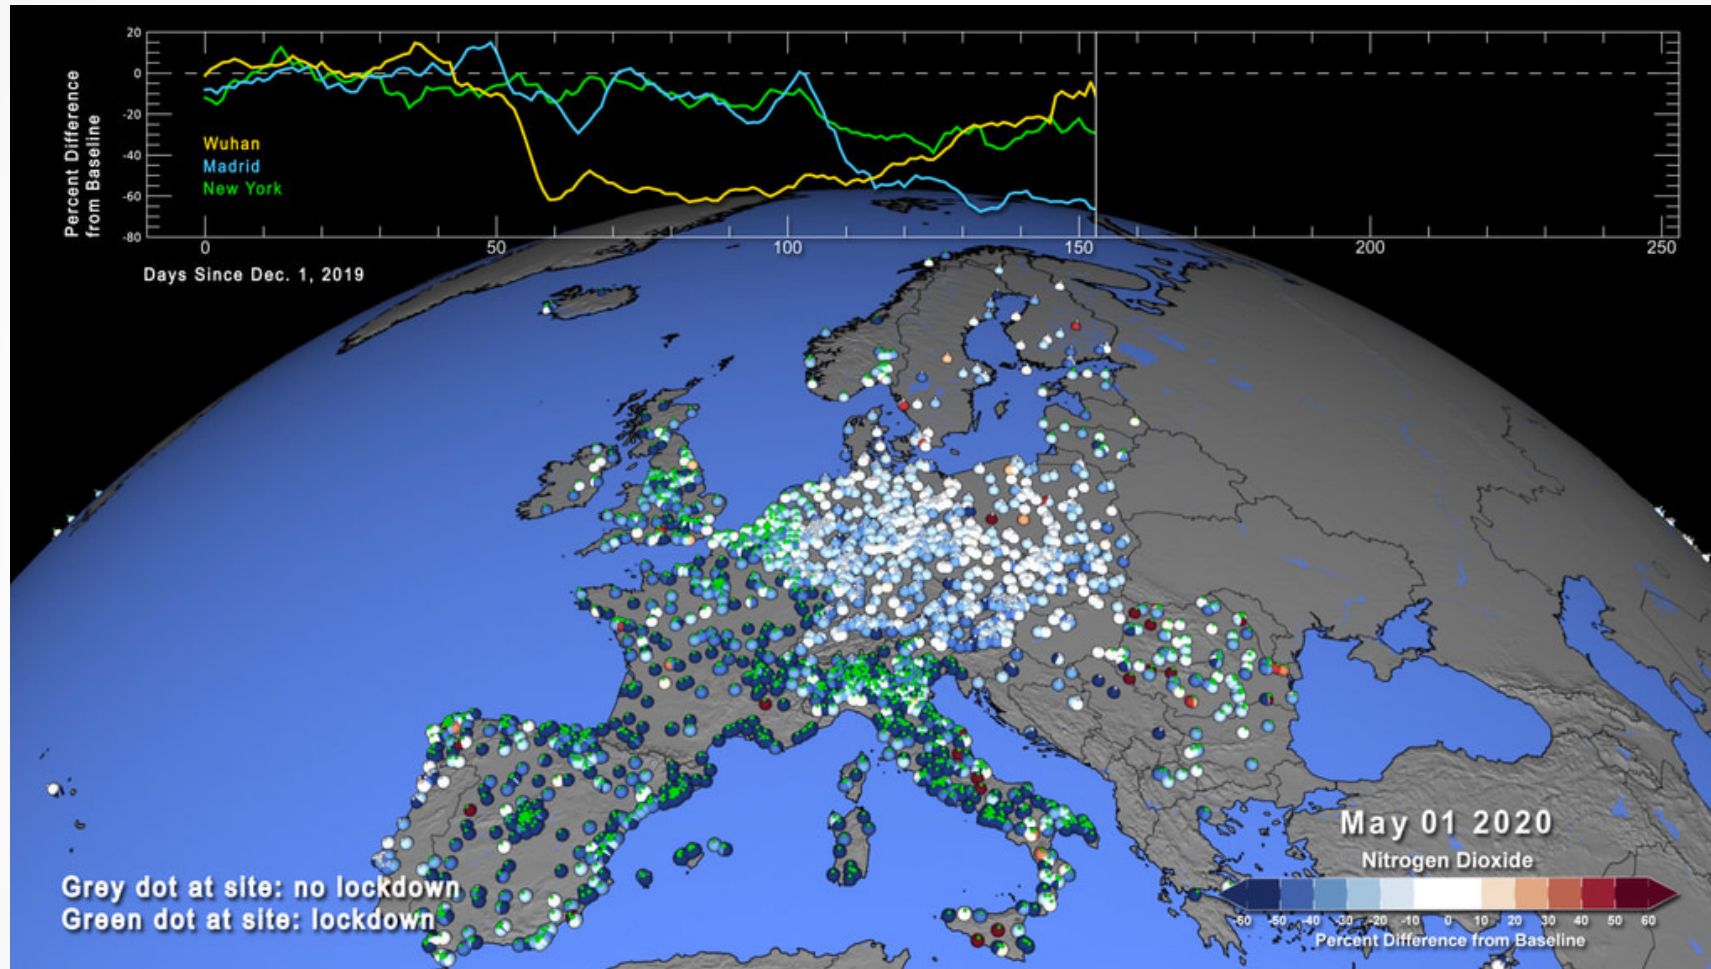 20
0
-20
-40
-60
-80
Percent Difference
from Baseline
Wuhan
Madrid
New York
0 50 100 150 200 250
Days Since Dec. 1, 2019
May 01 2020
Nitrogen Dioxide
-60 -50 -40 -30 -20 -10 0 10 20 30 40 50 60
Percent Difference from Baseline
Grey dot at site: no lockdown
Green dot at site: lockdown